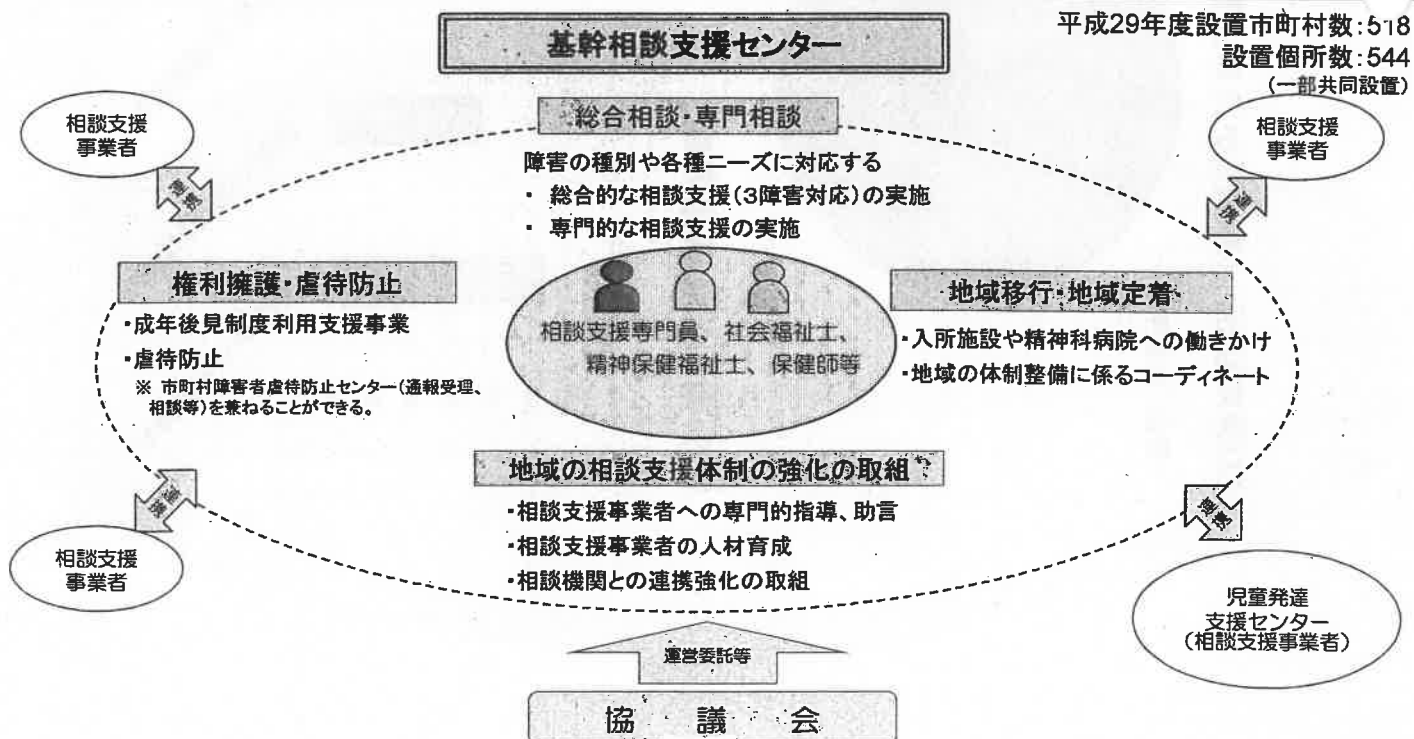 基幹相談支援センター
平成29年度設置市町村数:518
設置個所数:544
(一部共同設置)
相談支援
事業者
連携
総合相談・専門相談
障害の種別や各種ニーズに対応する
・ 総合的な相談支援(3障害対応)の実施
・ 専門的な相談支援の実施
相談支援
事業者
連携
権利擁護・虐待防止
・成年後見制度利用支援事業
・虐待防止
※ 市町村障害者虐待防止センター(通報受理、
相談等)を兼ねることができる。
相談支援専門員、社会福祉士、
精神保健福祉士、保健師等
地域移行・地域定着
・入所施設や精神科病院への働きかけ
・地域の体制整備に係るコーディネート
地域の相談支援体制の強化の取組
・相談支援事業者への専門的指導、助言
・相談支援事業者の人材育成
・相談機関との連携強化の取組
連携
相談支援
事業者
連携
児童発達
支援センター
(相談支援事業者)
運営委託等
協 議 会